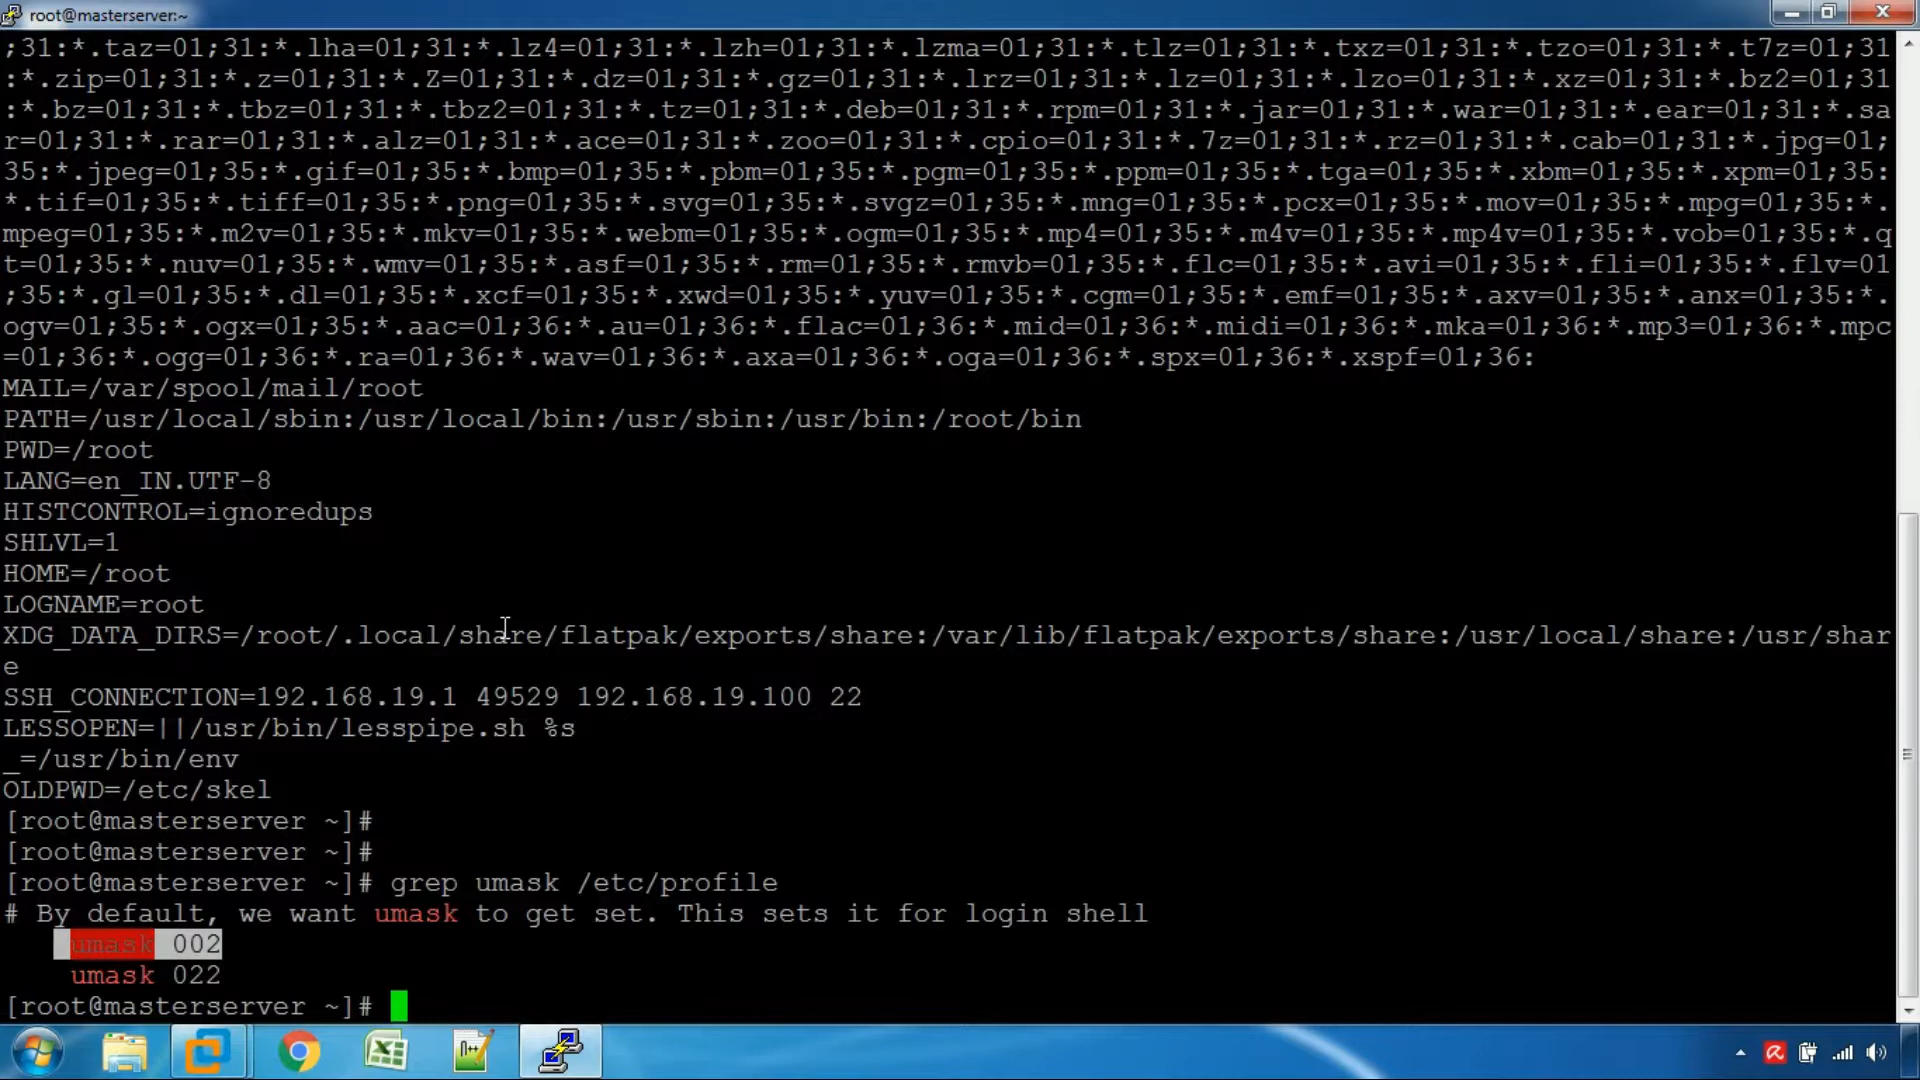 root@masterserver:~
;31:*.taz=01;31:*.lha=01;31:*.lz4=01;31:*.lzh=01;31:*.lzma=01;31:*.tlz=01;31:*.txz=01;31:*.tzo=01;31:*.t7z=01;31
:*.zip=01;31:*.z=01;31:*.Z=01;31:*.dz=01;31:*.gz=01;31:*.lrz=01;31:*.lz=01;31:*.lzo=01;31:*.xz=01;31:*.bz2=01;31
:*.bz=01;31:*.tbz=01;31:*.tbz2=01;31:*.tz=01;31:*.deb=01;31:*.rpm=01;31:*.jar=01;31:*.war=01;31:*.ear=01;31:*.sa
r=01;31:*.rar=01;31:*.alz=01;31:*.ace=01;31:*.zoo=01;31:*.cpio=01;31:*.7z=01;31:*.rz=01;31:*.cab=01;31:*.jpg=01;
35:*.jpeg=01;35:*.gif=01;35:*.bmp=01;35:*.pbm=01;35:*.pgm=01;35:*.ppm=01;35:*.tga=01;35:*.xbm=01;35:*.xpm=01;35:
*.tif=01;35:*.tiff=01;35:*.png=01;35:*.svg=01;35:*.svgz=01;35:*.mng=01;35:*.pcx=01;35:*.mov=01;35:*.mpg=01;35:*.
mpeg=01;35:*.m2v=01;35:*.mkv=01;35:*.webm=01;35:*.ogm=01;35:*.mp4=01;35:*.m4v=01;35:*.mp4v=01;35:*.vob=01;35:*.q
t=01;35:*.nuv=01;35:*.wmv=01;35:*.asf=01;35:*.rm=01;35:*.rmvb=01;35:*.flc=01;35:*.avi=01;35:*.fli=01;35:*.flv=01
;35:*.gl=01;35:*.dl=01;35:*.xcf=01;35:*.xwd=01;35:*.yuv=01;35:*.cgm=01;35:*.emf=01;35:*.axv=01;35:*.anx=01;35:*.
ogv=01;35:*.ogx=01;35:*.aac=01;36:*.au=01;36:*.flac=01;36:*.mid=01;36:*.midi=01;36:*.mka=01;36:*.mp3=01;36:*.mpc
=01;36:*.ogg=01;36:*.ra=01;36:*.wav=01;36:*.axa=01;36:*.oga=01;36:*.spx=01;36:*.xspf=01;36:
MAIL=/var/spool/mail/root
PATH=/usr/local/sbin:/usr/local/bin:/usr/sbin:/usr/bin:/root/bin
PWD=/root
LANG=en_IN.UTF-8
HISTCONTROL=ignoredups
SHLVL=1
HOME=/root
LOGNAME=root
XDG_DATA_DIRS=/root/.local/share/flatpak/exports/share:/var/lib/flatpak/exports/share:/usr/local/share:/usr/shar
e
SSH_CONNECTION=192.168.19.1 49529 192.168.19.100 22
LESSOPEN=||/usr/bin/lesspipe.sh %s
_=/usr/bin/env
OLDPWD=/etc/skel
[root@masterserver ~]#
[root@masterserver ~]#
[root@masterserver ~]# grep umask /etc/profile
# By default, we want umask to get set. This sets it for login shell
umask 002
umask 022
[root@masterserver ~]#